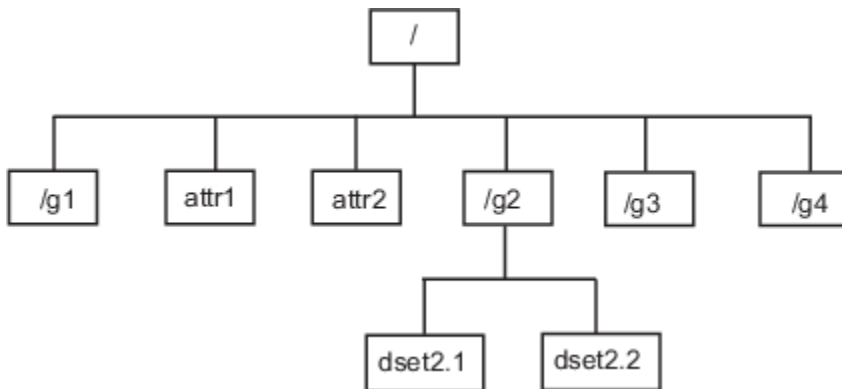 /
/g1 attr1 attr2 /g2 /g3 /g4
dset2.1 dset2.2